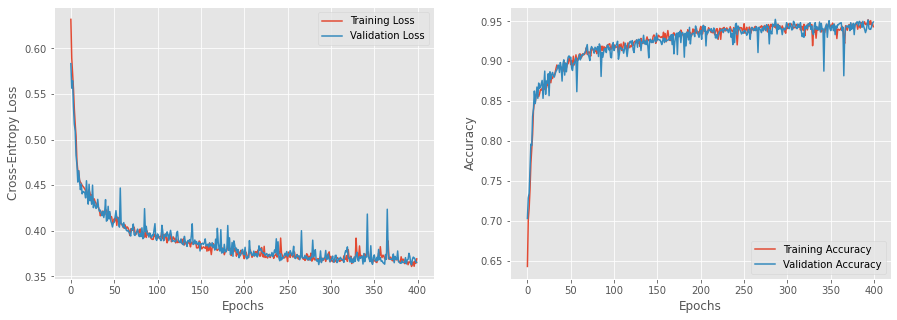 Training Loss
Validation Loss
0.60
0.55
0.50
0.45
0.40
0.35
Cross-Entropy Loss
0 50 100 150 200 250 300 350 400
Epochs
0.95
0.90
0.85
0.80
0.75
0.70
0.65
Accuracy
Training Accuracy
Validation Accuracy
0 50 100 150 200 250 300 350 400
Epochs